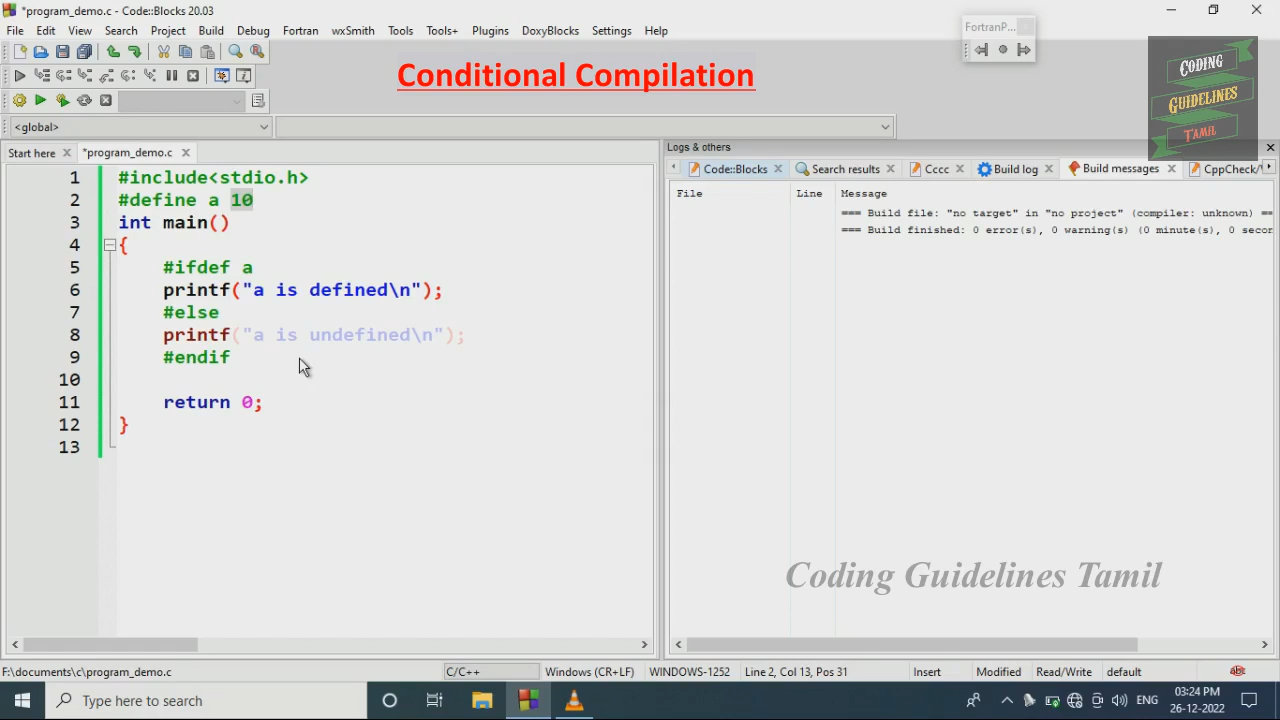 *program_demo.c - Code::Blocks 20.03
File Edit View Search Project Build Debug Fortran wxSmith Tools Tools+ Plugins DoxyBlocks Settings Help
FortranP...
Conditional Compilation
CODING
GUIDELINES
TAMIL
<global>
Start here *program_demo.c
Logs & others
Code::Blocks Search results Cccc Build log Build messages CppCheck/
File Line Message
=== Build file: "no target" in "no project" (compiler: unknown) ==
=== Build finished: 0 error(s), 0 warning(s) (0 minute(s), 0 secon
1 #include<stdio.h>
2 #define a 10
3 int main()
4 {
5 #ifdef a
6 printf("a is defined\n");
7 #else
8 printf("a is undefined\n");
9 #endif
10
11 return 0;
12 }
13
Coding Guidelines Tamil
F:\documents\c\program_demo.c C/C++ Windows (CR+LF) WINDOWS-1252 Line 2, Col 13, Pos 31 Insert Modified Read/Write default
Type here to search
ENG
03:24 PM
26-12-2022